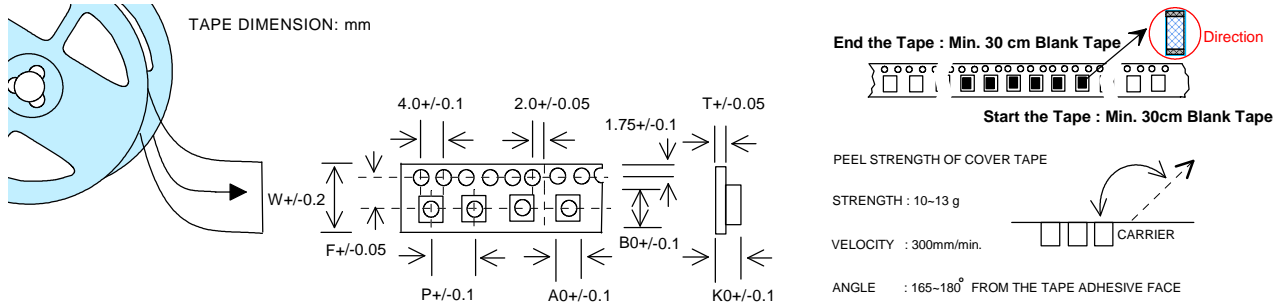 TAPE DIMENSION: mm
4.0+/-0.1
2.0+/-0.05
T+/-0.05
1.75+/-0.1
W+/-0.2
F+/-0.05
B0+/-0.1
P+/-0.1
A0+/-0.1
K0+/-0.1
End the Tape : Min. 30 cm Blank Tape
Direction
Start the Tape : Min. 30cm Blank Tape
PEEL STRENGTH OF COVER TAPE
STRENGTH : 10~13 g
VELOCITY : 300mm/min.
CARRIER
ANGLE : 165~180° FROM THE TAPE ADHESIVE FACE